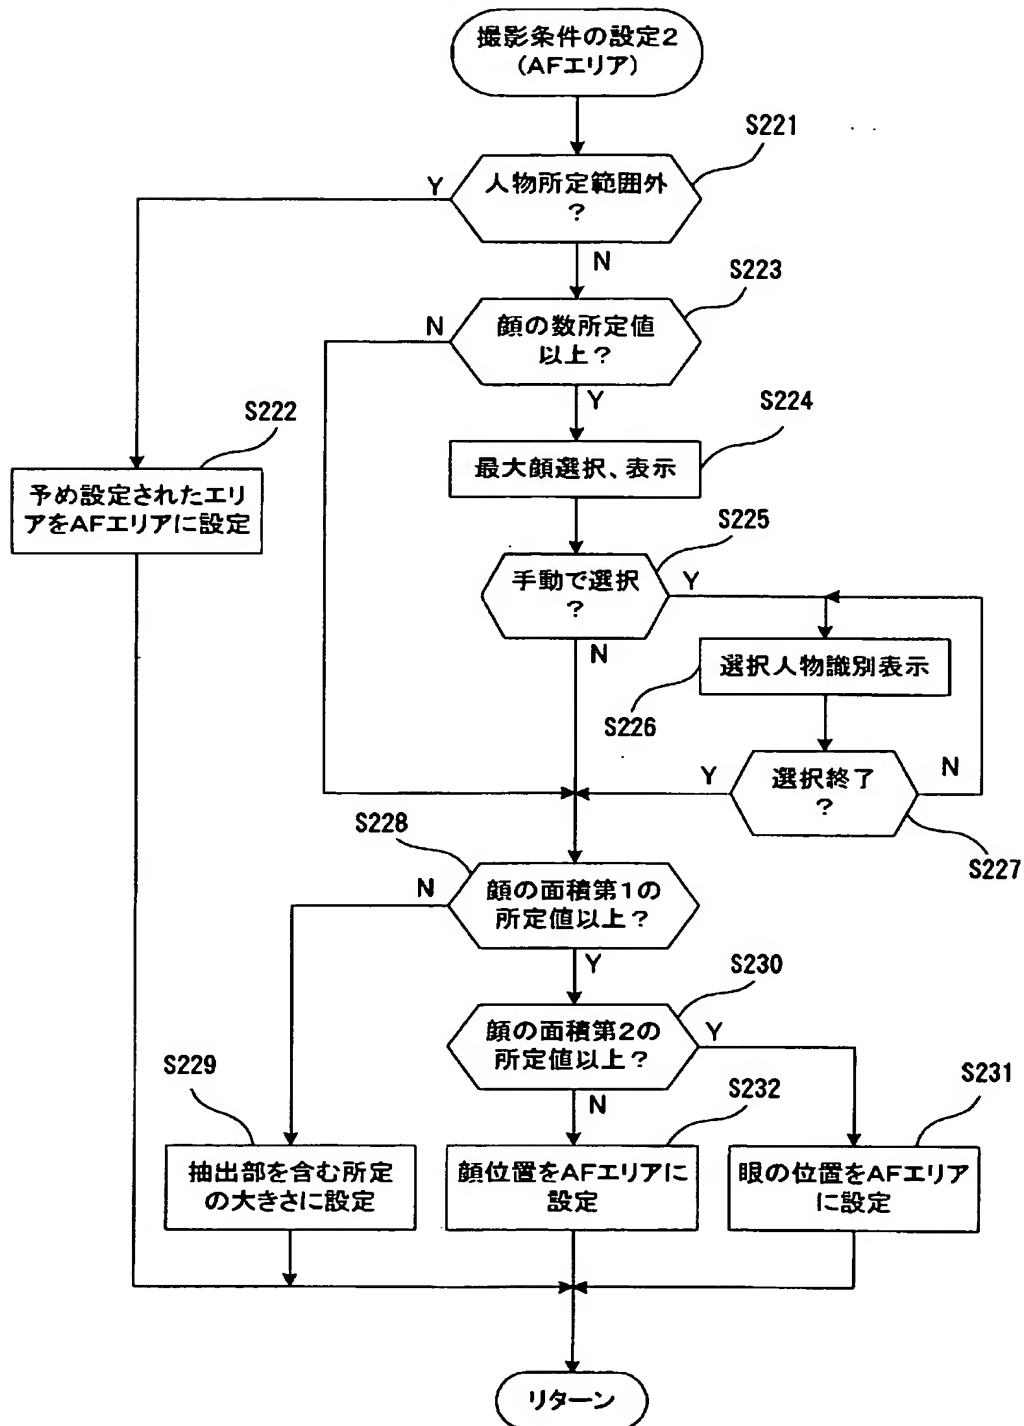 撮影条件の設定2
(AFエリア)
S221
人物所定範囲外
?
Y
N
S223
顔の数所定値
以上?
N
Y
S222
予め設定されたエリ
アをAFエリアに設定
S224
最大顔選択、表示
S225
手動で選択
?
Y
N
選択人物識別表示
S226
選択終了
?
Y
N
S227
S228
顔の面積第1の
所定値以上?
N
Y
S230
顔の面積第2の
所定値以上?
Y
N
S229
抽出部を含む所定
の大きさに設定
S232
顔位置をAFエリアに
設定
S231
眼の位置をAFエリア
に設定
リターン